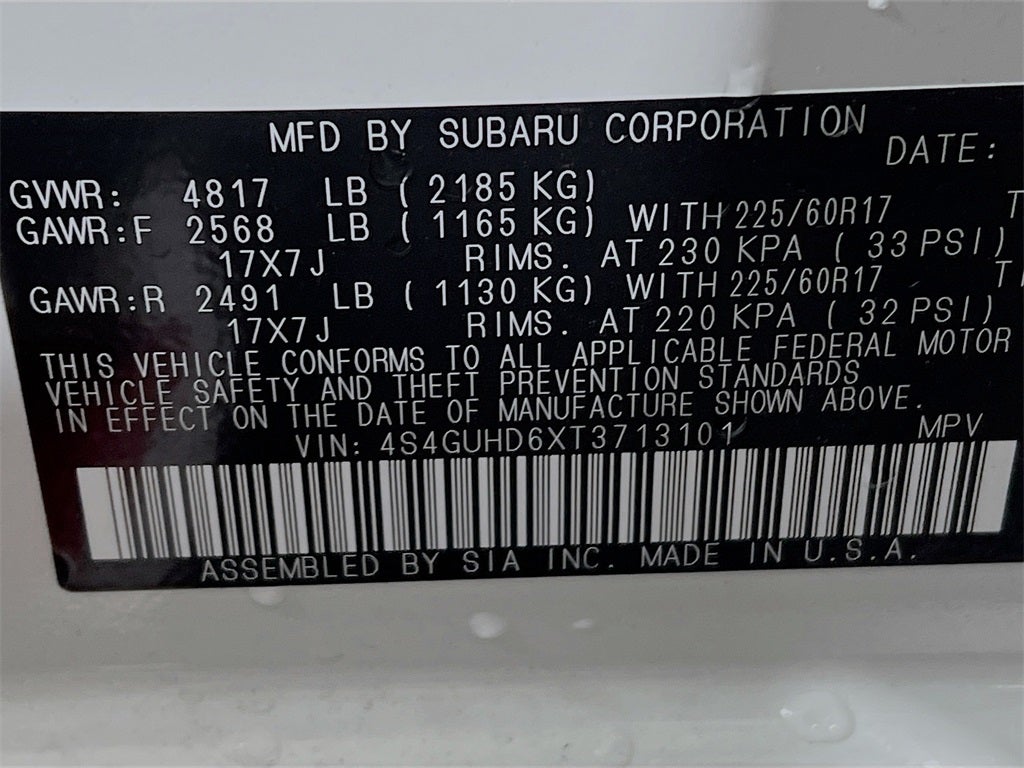 MFD BY SUBARU CORPORATION DATE:
GVWR: 4817 LB ( 2185 KG)
GAWR:F 2568 LB ( 1165 KG) WITH 225/60R17 T
17X7J RIMS. AT 230 KPA ( 33 PSI)
GAWR:R 2491 LB ( 1130 KG) WITH 225/60R17 TI
17X7J RIMS. AT 220 KPA ( 32 PSI)
THIS VEHICLE CONFORMS TO ALL APPLICABLE FEDERAL MOTOR
VEHICLE SAFETY AND THEFT PREVENTION STANDARDS
IN EFFECT ON THE DATE OF MANUFACTURE SHOWN ABOVE.
VIN: 4S4GUHD6XT3713101 MPV
ASSEMBLED BY SIA INC. MADE IN U.S.A.